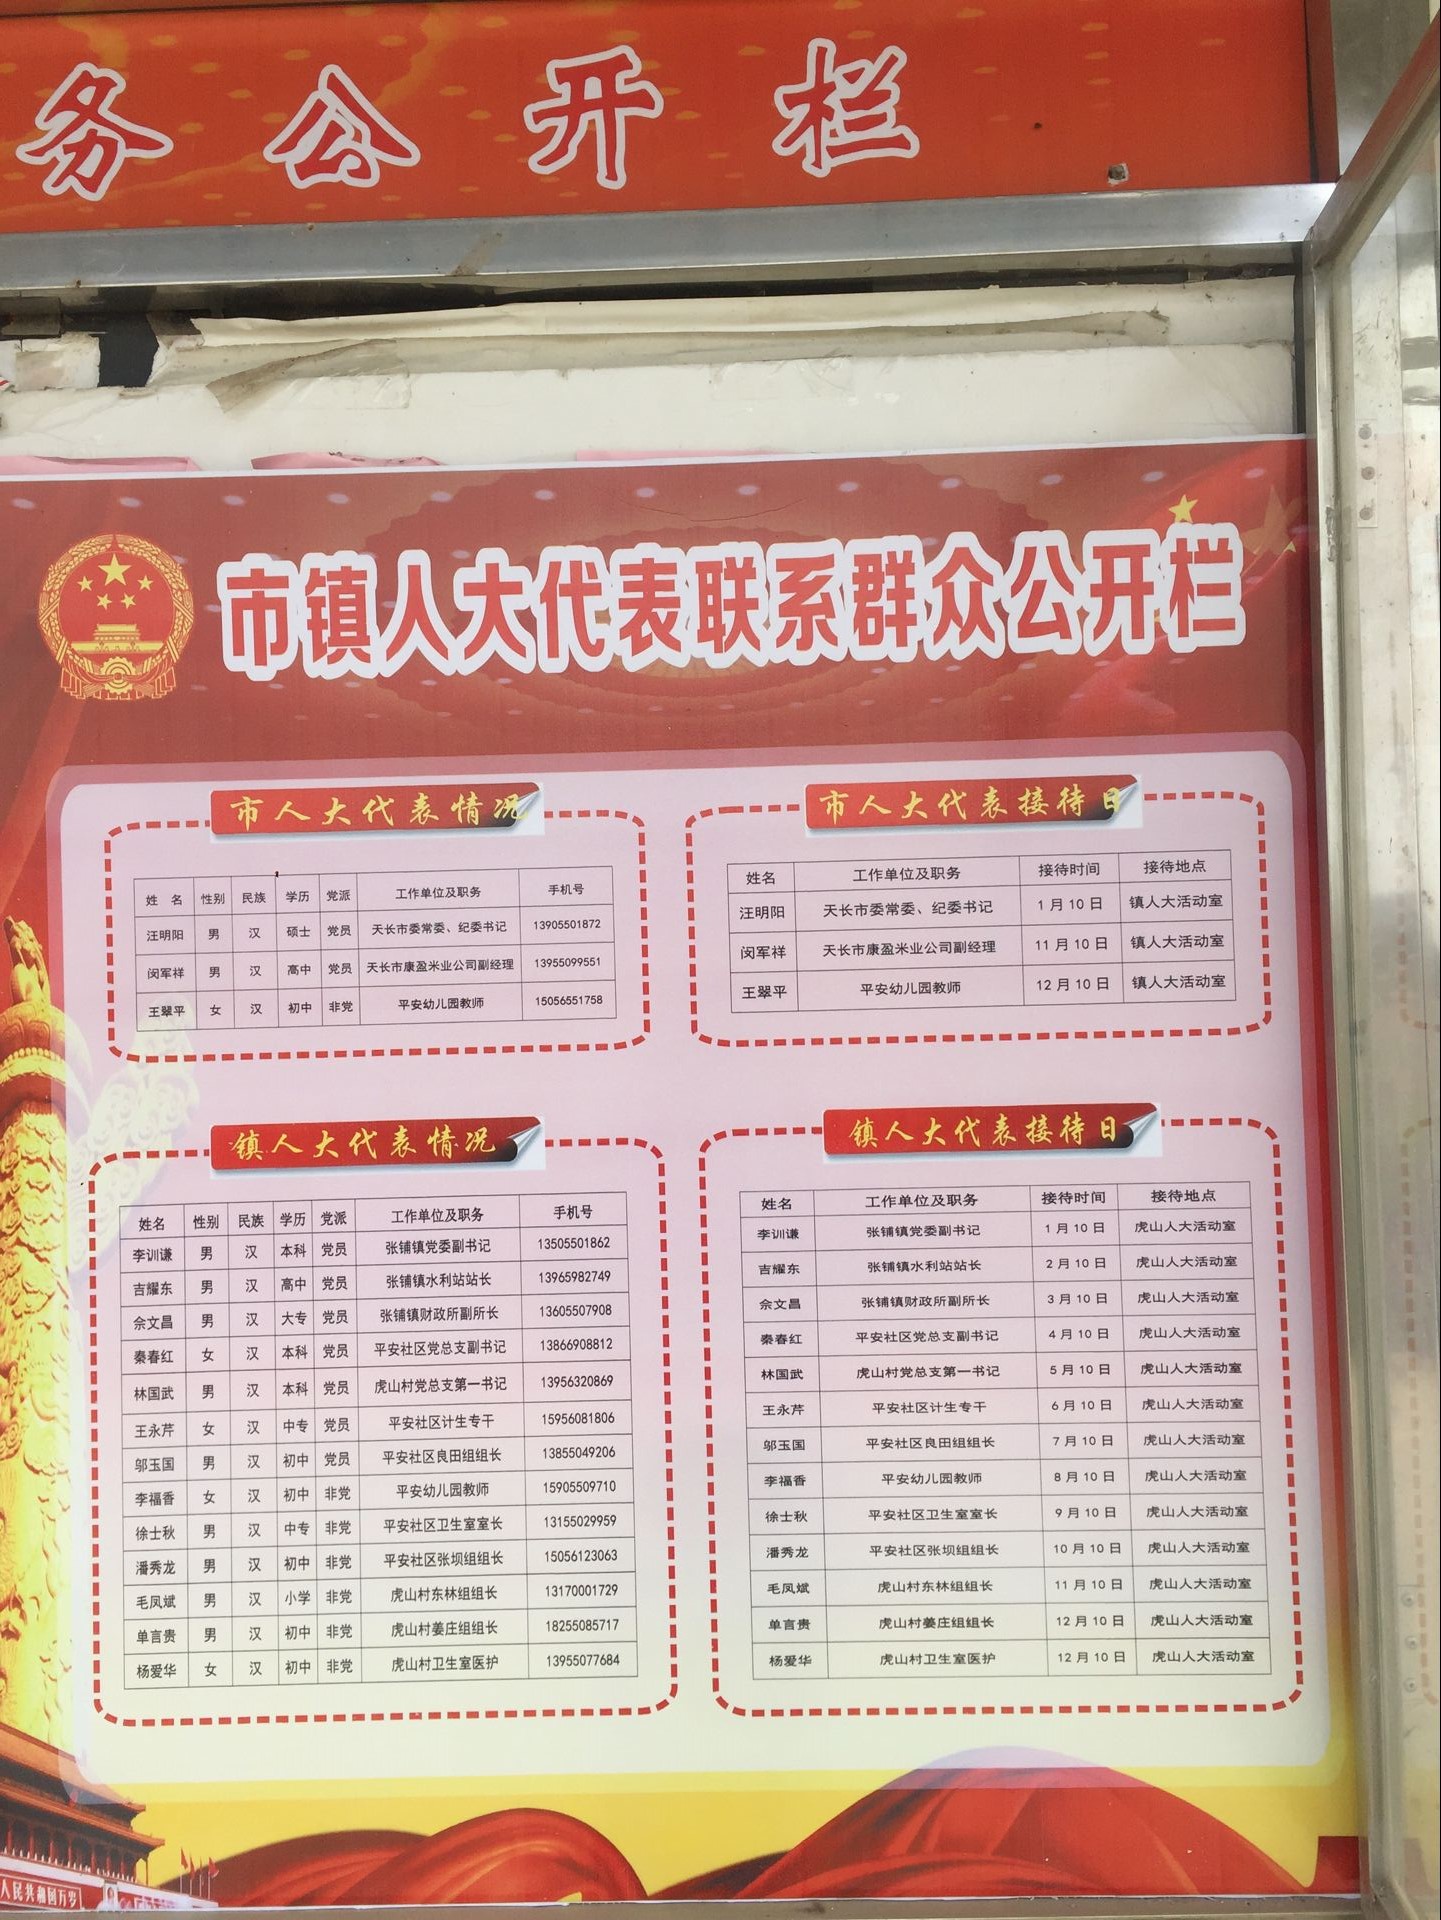 务公开栏
市镇人大代表联系群众公开栏
市人大代表情况
姓 名 性别 民族 学历 党派 工作单位及职务 手机号
汪明阳 男 汉 硕士 党员 天长市委常委、纪委书记 13905501872
闵军祥 男 汉 高中 党员 天长市康盈米业公司副经理 13955099551
王翠平 女 汉 初中 非党 平安幼儿园教师 15056551758
市人大代表接待日
姓名 工作单位及职务 接待时间 接待地点
汪明阳 天长市委常委、纪委书记 1月10日 镇人大活动室
闵军祥 天长市康盈米业公司副经理 11月10日 镇人大活动室
王翠平 平安幼儿园教师 12月10日 镇人大活动室
镇人大代表情况
姓名 性别 民族 学历 党派 工作单位及职务 手机号
李训谦 男 汉 本科 党员 张铺镇党委副书记 13505501862
吉耀东 男 汉 高中 党员 张铺镇水利站站长 13965982749
佘文昌 男 汉 大专 党员 张铺镇财政所副所长 13605507908
秦春红 女 汉 本科 党员 平安社区党总支副书记 13866908812
林国武 男 汉 本科 党员 虎山村党总支第一书记 13956320869
王永芹 女 汉 中专 党员 平安社区计生专干 15956081806
邬玉国 男 汉 初中 党员 平安社区良田组组长 13855049206
李福香 女 汉 初中 非党 平安幼儿园教师 15905509710
徐士秋 男 汉 中专 非党 平安社区卫生室室长 13155029959
潘秀龙 男 汉 初中 非党 平安社区张坝组组长 15056123063
毛凤斌 男 汉 小学 非党 虎山村东林组组长 13170001729
单言贵 男 汉 初中 非党 虎山村姜庄组组长 18255085717
杨爱华 女 汉 初中 非党 虎山村卫生室医护 13955077684
镇人大代表接待日
姓名 工作单位及职务 接待时间 接待地点
李训谦 张铺镇党委副书记 1月10日 虎山人大活动室
吉耀东 张铺镇水利站站长 2月10日 虎山人大活动室
佘文昌 张铺镇财政所副所长 3月10日 虎山人大活动室
秦春红 平安社区党总支副书记 4月10日 虎山人大活动室
林国武 虎山村党总支第一书记 5月10日 虎山人大活动室
王永芹 平安社区计生专干 6月10日 虎山人大活动室
邬玉国 平安社区良田组组长 7月10日 虎山人大活动室
李福香 平安幼儿园教师 8月10日 虎山人大活动室
徐士秋 平安社区卫生室室长 9月10日 虎山人大活动室
潘秀龙 平安社区张坝组组长 10月10日 虎山人大活动室
毛凤斌 虎山村东林组组长 11月10日 虎山人大活动室
单言贵 虎山村姜庄组组长 12月10日 虎山人大活动室
杨爱华 虎山村卫生室医护 12月10日 虎山人大活动室
人民共和国万岁